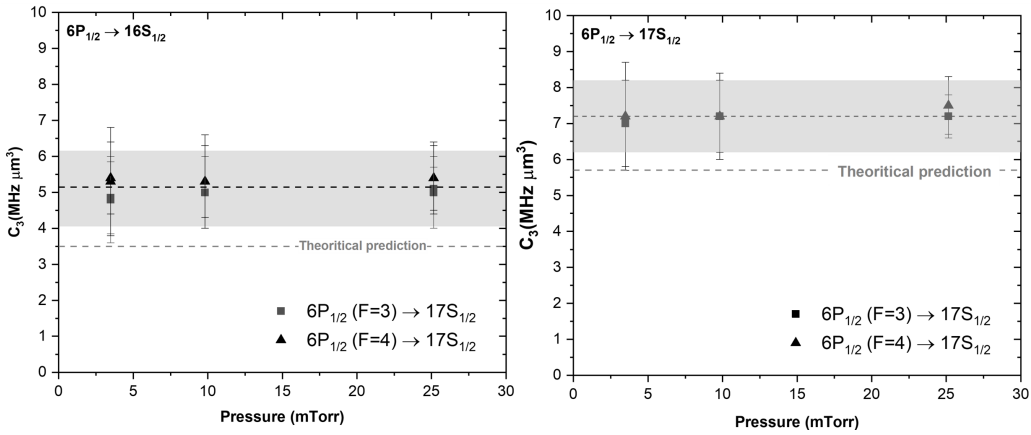 6P1/2 → 16S1/2
10
9
8
7
6
5
4
3
2
1
0
C3(MHz μm3)
Theoritical prediction
6P1/2 (F=3) → 17S1/2
6P1/2 (F=4) → 17S1/2
0 5 10 15 20 25 30
Pressure (mTorr)
6P1/2 → 17S1/2
10
9
8
7
6
5
4
3
2
1
0
C3(MHz μm3)
Theoritical prediction
6P1/2 (F=3) → 17S1/2
6P1/2 (F=4) → 17S1/2
0 5 10 15 20 25 30
Pressure (mTorr)